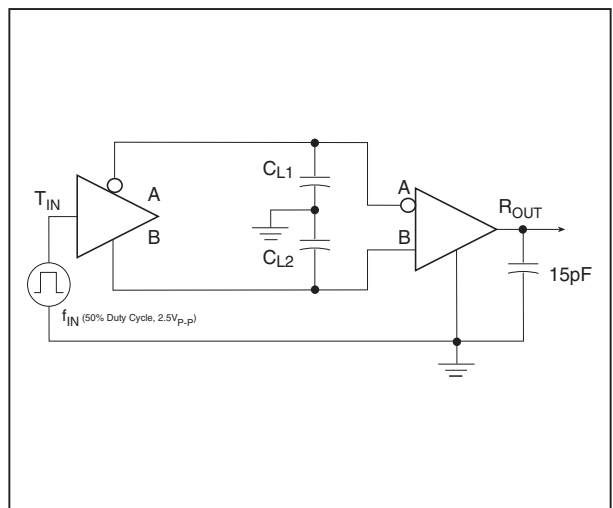 T_IN
A
B
C_L1
C_L2
A
B
R_OUT
15pF
f_IN (50% Duty Cycle, 2.5V_P-P)